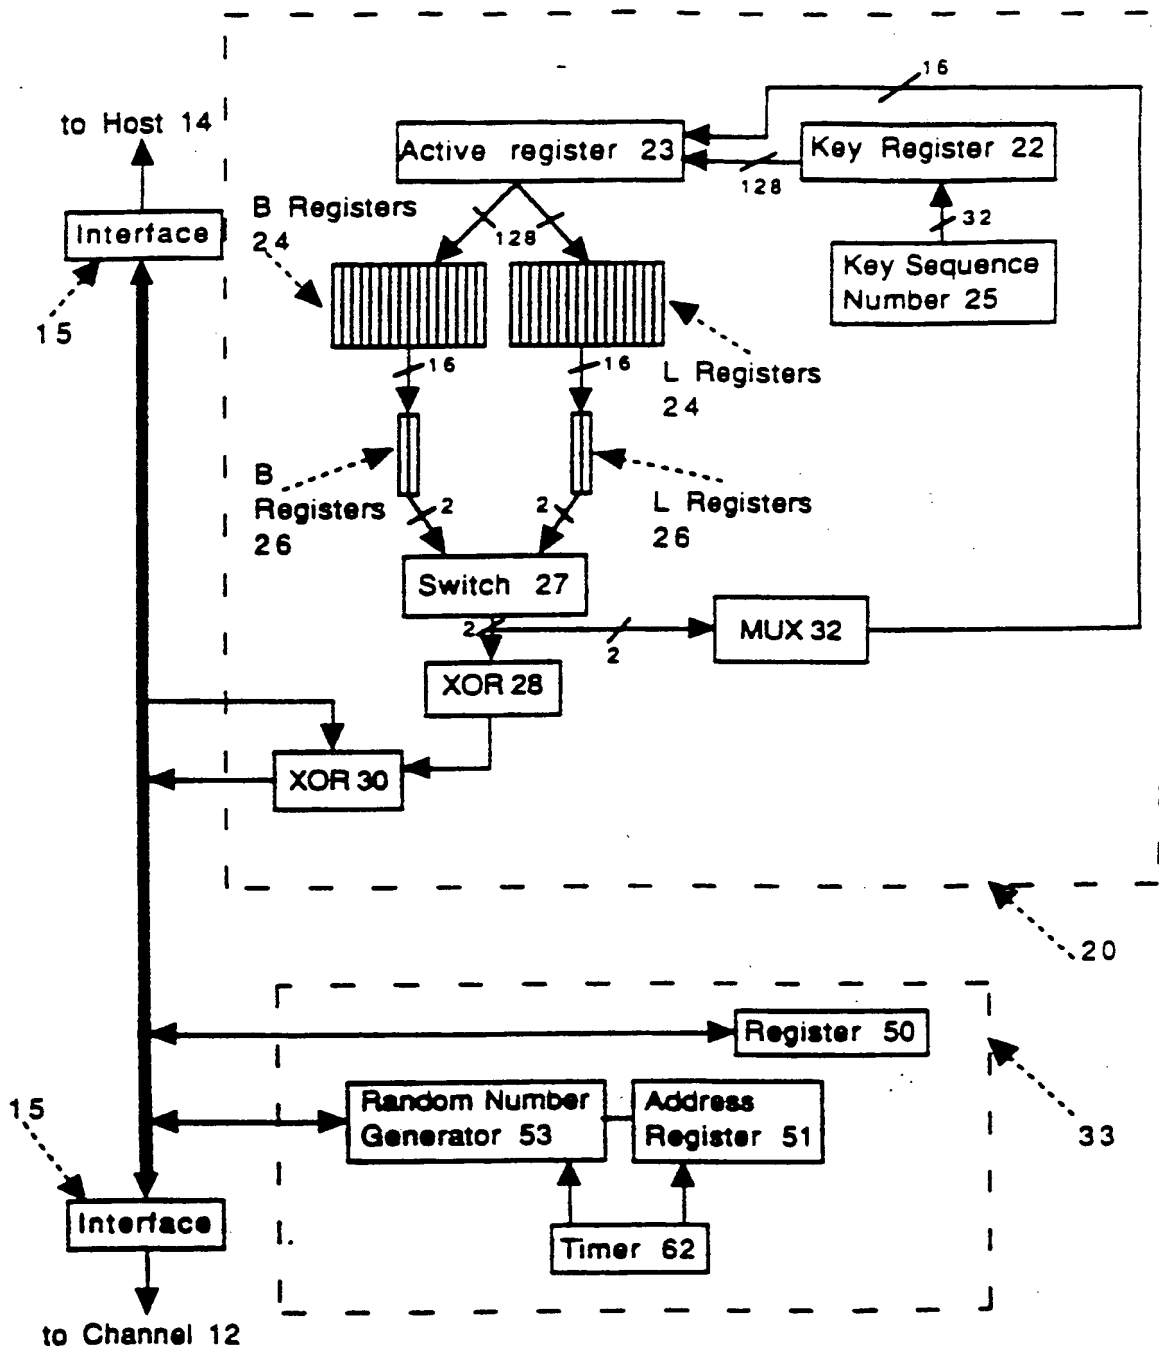 16
to Host 14
Active register 23
Key Register 22
128
B Registers
24
128
32
Interface
Key Sequence
Number 25
15
16
16
L Registers
24
B
Registers
26
2
2
L Registers
26
Switch 27
2
2
MUX 32
XOR 28
XOR 30
20
Register 50
15
Random Number
Generator 53
Address
Register 51
33
Interface
Timer 62
to Channel 12